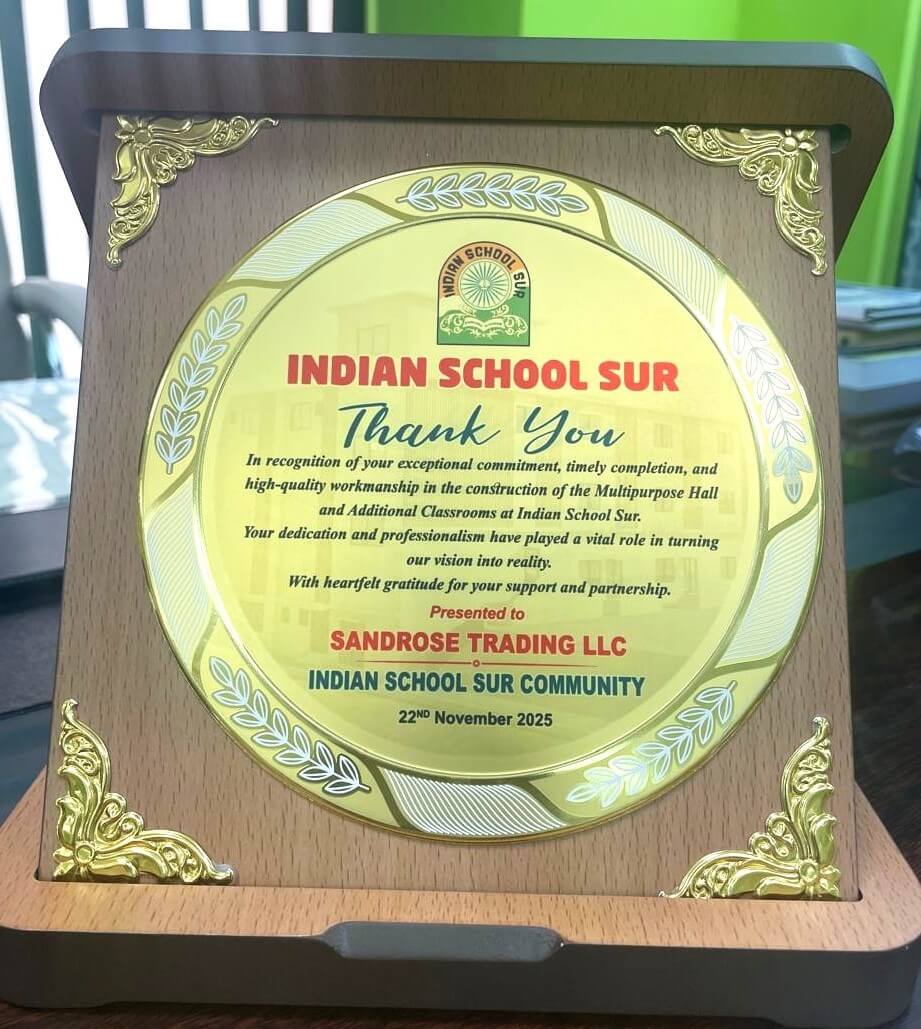 INDIAN SCHOOL SUR
INDIAN SCHOOL SUR
Thank You
In recognition of your exceptional commitment, timely completion, and
high-quality workmanship in the construction of the Multipurpose Hall
and Additional Classrooms at Indian School Sur.
Your dedication and professionalism have played a vital role in turning
our vision into reality.
With heartfelt gratitude for your support and partnership.
Presented to
SANDROSE TRADING LLC
INDIAN SCHOOL SUR COMMUNITY
22ND November 2025